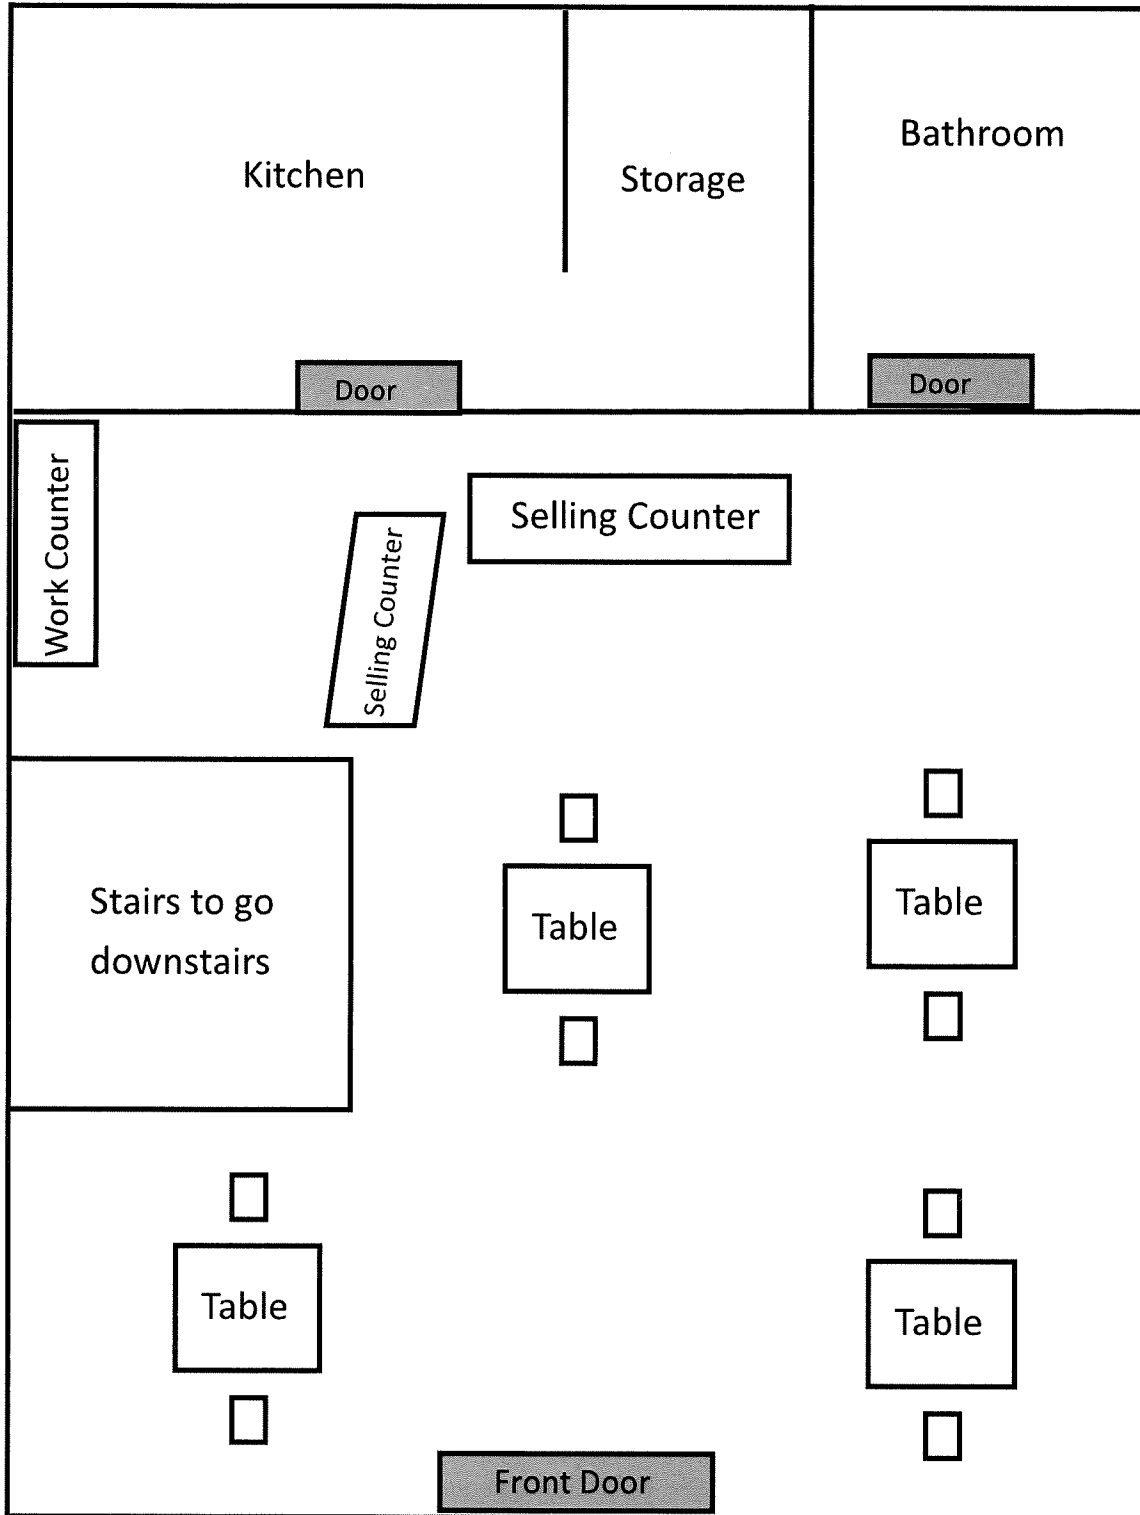 Kitchen
Storage
Bathroom
Door
Door
Work Counter
Selling Counter
Selling Counter
Stairs to go
downstairs
Table
Table
Table
Table
Front Door